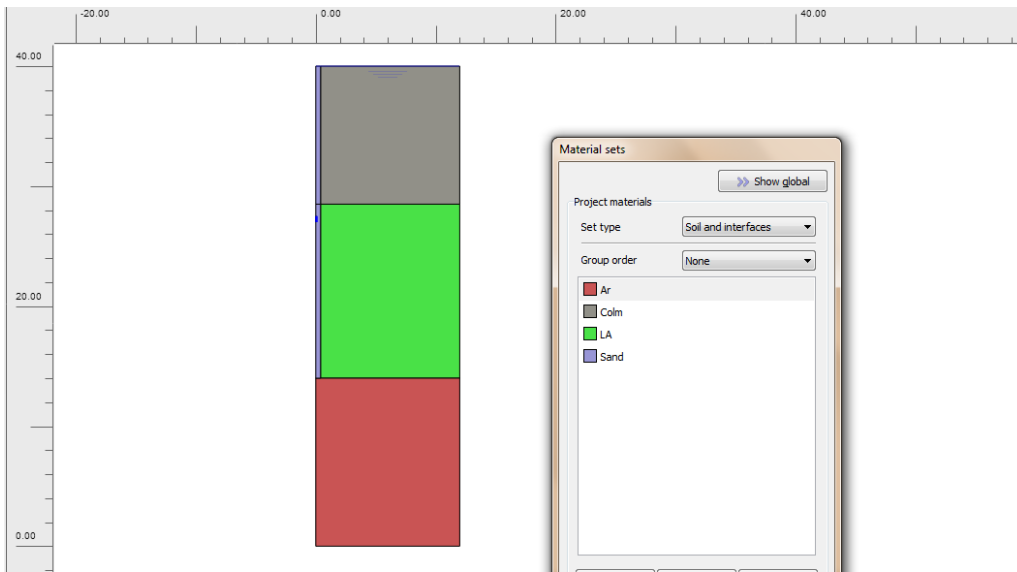 -20.00 0.00 20.00 40.00
40.00
20.00
0.00
Material sets
Show global
Project materials
Set type Soil and interfaces
Group order None
Ar
Colm
LA
Sand